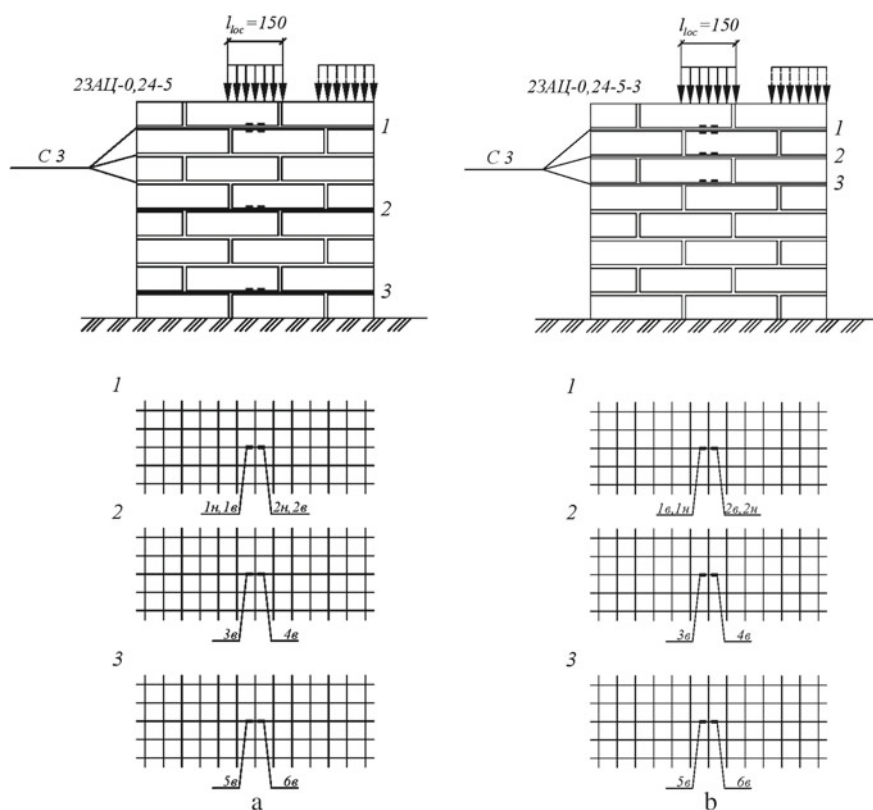 l_loc=150
l_loc=150
23АЦ-0,24-5
23АЦ-0,24-5-3
1
С 3
2
3
1
С 3
2
3
1
1н,1в
2н,2в
2
3в
4в
3
5в
6в
a
1
1в,1н
2в,2н
2
3в
4в
3
5в
6в
b